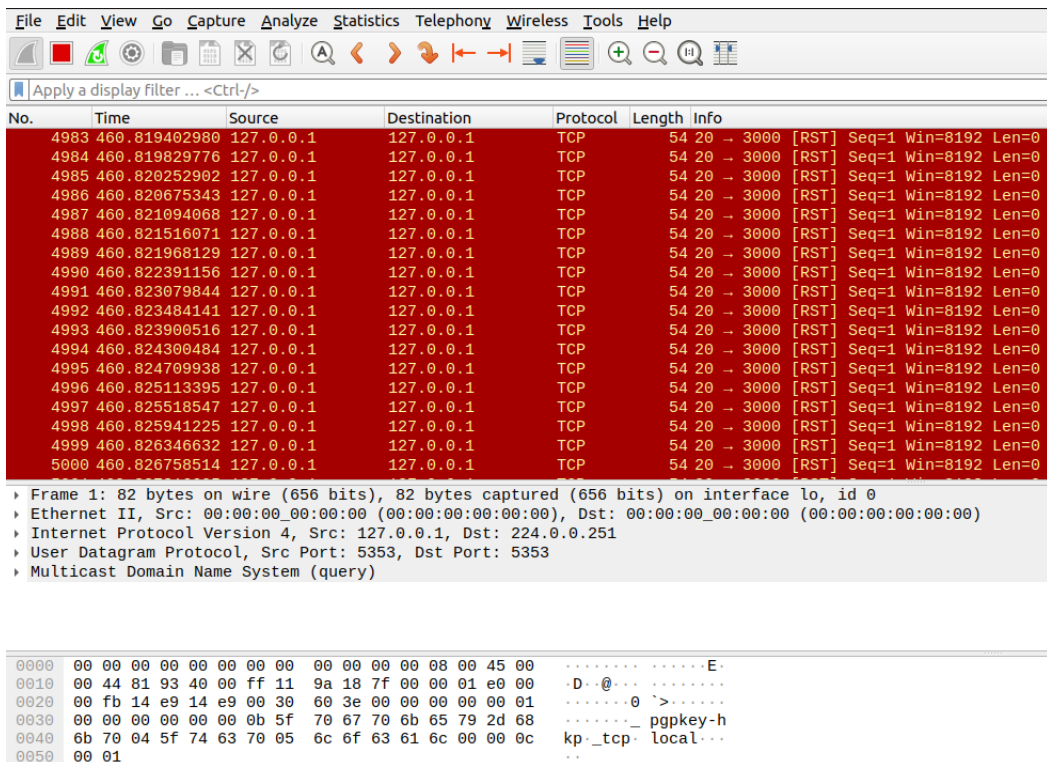 File Edit View Go Capture Analyze Statistics Telephony Wireless Tools Help
Apply a display filter … <Ctrl-/>
No. Time Source Destination Protocol Length Info
4983 460.819402980 127.0.0.1 127.0.0.1 TCP 54 20 → 3000 [RST] Seq=1 Win=8192 Len=0
4984 460.819829776 127.0.0.1 127.0.0.1 TCP 54 20 → 3000 [RST] Seq=1 Win=8192 Len=0
4985 460.820252902 127.0.0.1 127.0.0.1 TCP 54 20 → 3000 [RST] Seq=1 Win=8192 Len=0
4986 460.820675343 127.0.0.1 127.0.0.1 TCP 54 20 → 3000 [RST] Seq=1 Win=8192 Len=0
4987 460.821094068 127.0.0.1 127.0.0.1 TCP 54 20 → 3000 [RST] Seq=1 Win=8192 Len=0
4988 460.821516071 127.0.0.1 127.0.0.1 TCP 54 20 → 3000 [RST] Seq=1 Win=8192 Len=0
4989 460.821968129 127.0.0.1 127.0.0.1 TCP 54 20 → 3000 [RST] Seq=1 Win=8192 Len=0
4990 460.822391156 127.0.0.1 127.0.0.1 TCP 54 20 → 3000 [RST] Seq=1 Win=8192 Len=0
4991 460.823079844 127.0.0.1 127.0.0.1 TCP 54 20 → 3000 [RST] Seq=1 Win=8192 Len=0
4992 460.823484141 127.0.0.1 127.0.0.1 TCP 54 20 → 3000 [RST] Seq=1 Win=8192 Len=0
4993 460.823900516 127.0.0.1 127.0.0.1 TCP 54 20 → 3000 [RST] Seq=1 Win=8192 Len=0
4994 460.824300484 127.0.0.1 127.0.0.1 TCP 54 20 → 3000 [RST] Seq=1 Win=8192 Len=0
4995 460.824709938 127.0.0.1 127.0.0.1 TCP 54 20 → 3000 [RST] Seq=1 Win=8192 Len=0
4996 460.825113395 127.0.0.1 127.0.0.1 TCP 54 20 → 3000 [RST] Seq=1 Win=8192 Len=0
4997 460.825518547 127.0.0.1 127.0.0.1 TCP 54 20 → 3000 [RST] Seq=1 Win=8192 Len=0
4998 460.825941225 127.0.0.1 127.0.0.1 TCP 54 20 → 3000 [RST] Seq=1 Win=8192 Len=0
4999 460.826346632 127.0.0.1 127.0.0.1 TCP 54 20 → 3000 [RST] Seq=1 Win=8192 Len=0
5000 460.826758514 127.0.0.1 127.0.0.1 TCP 54 20 → 3000 [RST] Seq=1 Win=8192 Len=0
Frame 1: 82 bytes on wire (656 bits), 82 bytes captured (656 bits) on interface lo, id 0
Ethernet II, Src: 00:00:00_00:00:00 (00:00:00:00:00:00), Dst: 00:00:00_00:00:00 (00:00:00:00:00:00)
Internet Protocol Version 4, Src: 127.0.0.1, Dst: 224.0.0.251
User Datagram Protocol, Src Port: 5353, Dst Port: 5353
Multicast Domain Name System (query)
0000 00 00 00 00 00 00 00 00 00 00 00 00 08 00 45 00 ········ ······E·
0010 00 44 81 93 40 00 ff 11 9a 18 7f 00 00 01 e0 00 ·D··@··· ········
0020 00 fb 14 e9 14 e9 00 30 60 3e 00 00 00 00 00 01 ·······0 `>······
0030 00 00 00 00 00 00 0b 5f 70 67 70 6b 65 79 2d 68 ·······_ pgpkey-h
0040 6b 70 04 5f 74 63 70 05 6c 6f 63 61 6c 00 00 0c kp·_tcp· local···
0050 00 01 ··